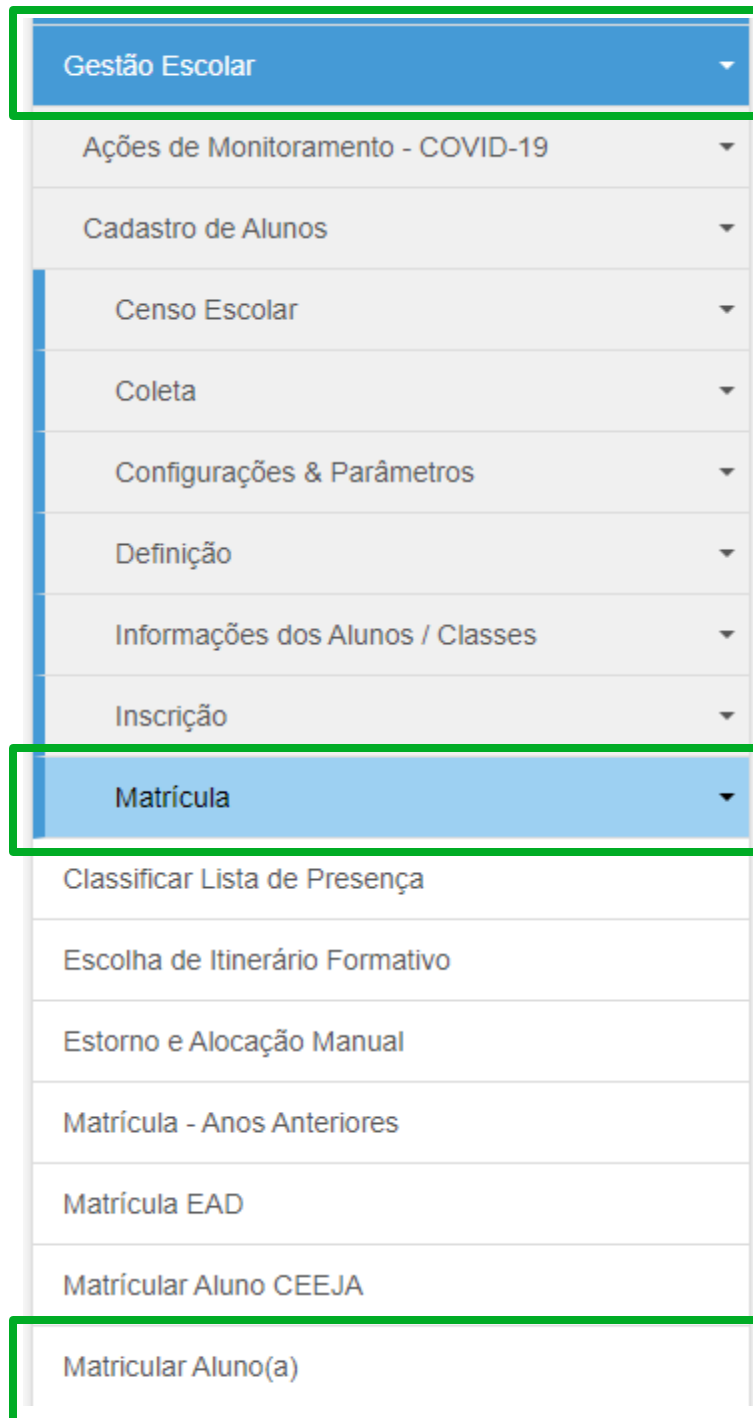 Gestão Escolar
Ações de Monitoramento - COVID-19
Cadastro de Alunos
Censo Escolar
Coleta
Configurações & Parâmetros
Definição
Informações dos Alunos / Classes
Inscrição
Matrícula
Classificar Lista de Presença
Escolha de Itinerário Formativo
Estorno e Alocação Manual
Matrícula - Anos Anteriores
Matrícula EAD
Matrícular Aluno CEEJA
Matricular Aluno(a)